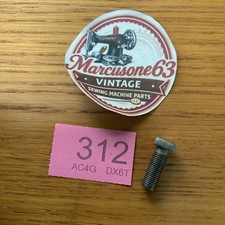 Marcusone63
VINTAGE
SEWING MACHINE PARTS
312
AC4G DX6T